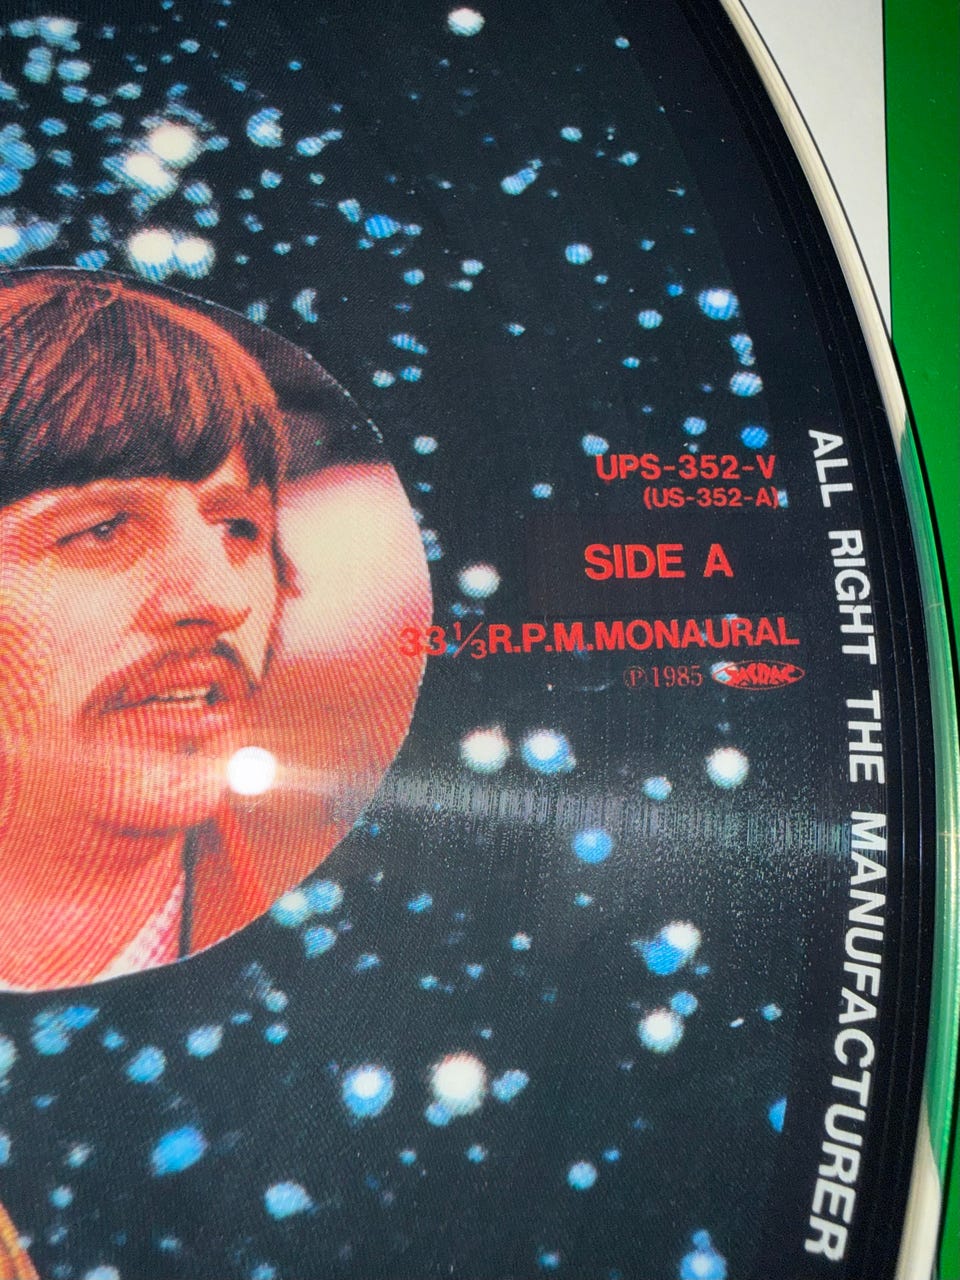 UPS-352-V
(US-352-A)
SIDE A
33⅓R.P.M.MONAURAL
℗ 1985
ALL RIGHT THE MANUFACTURER